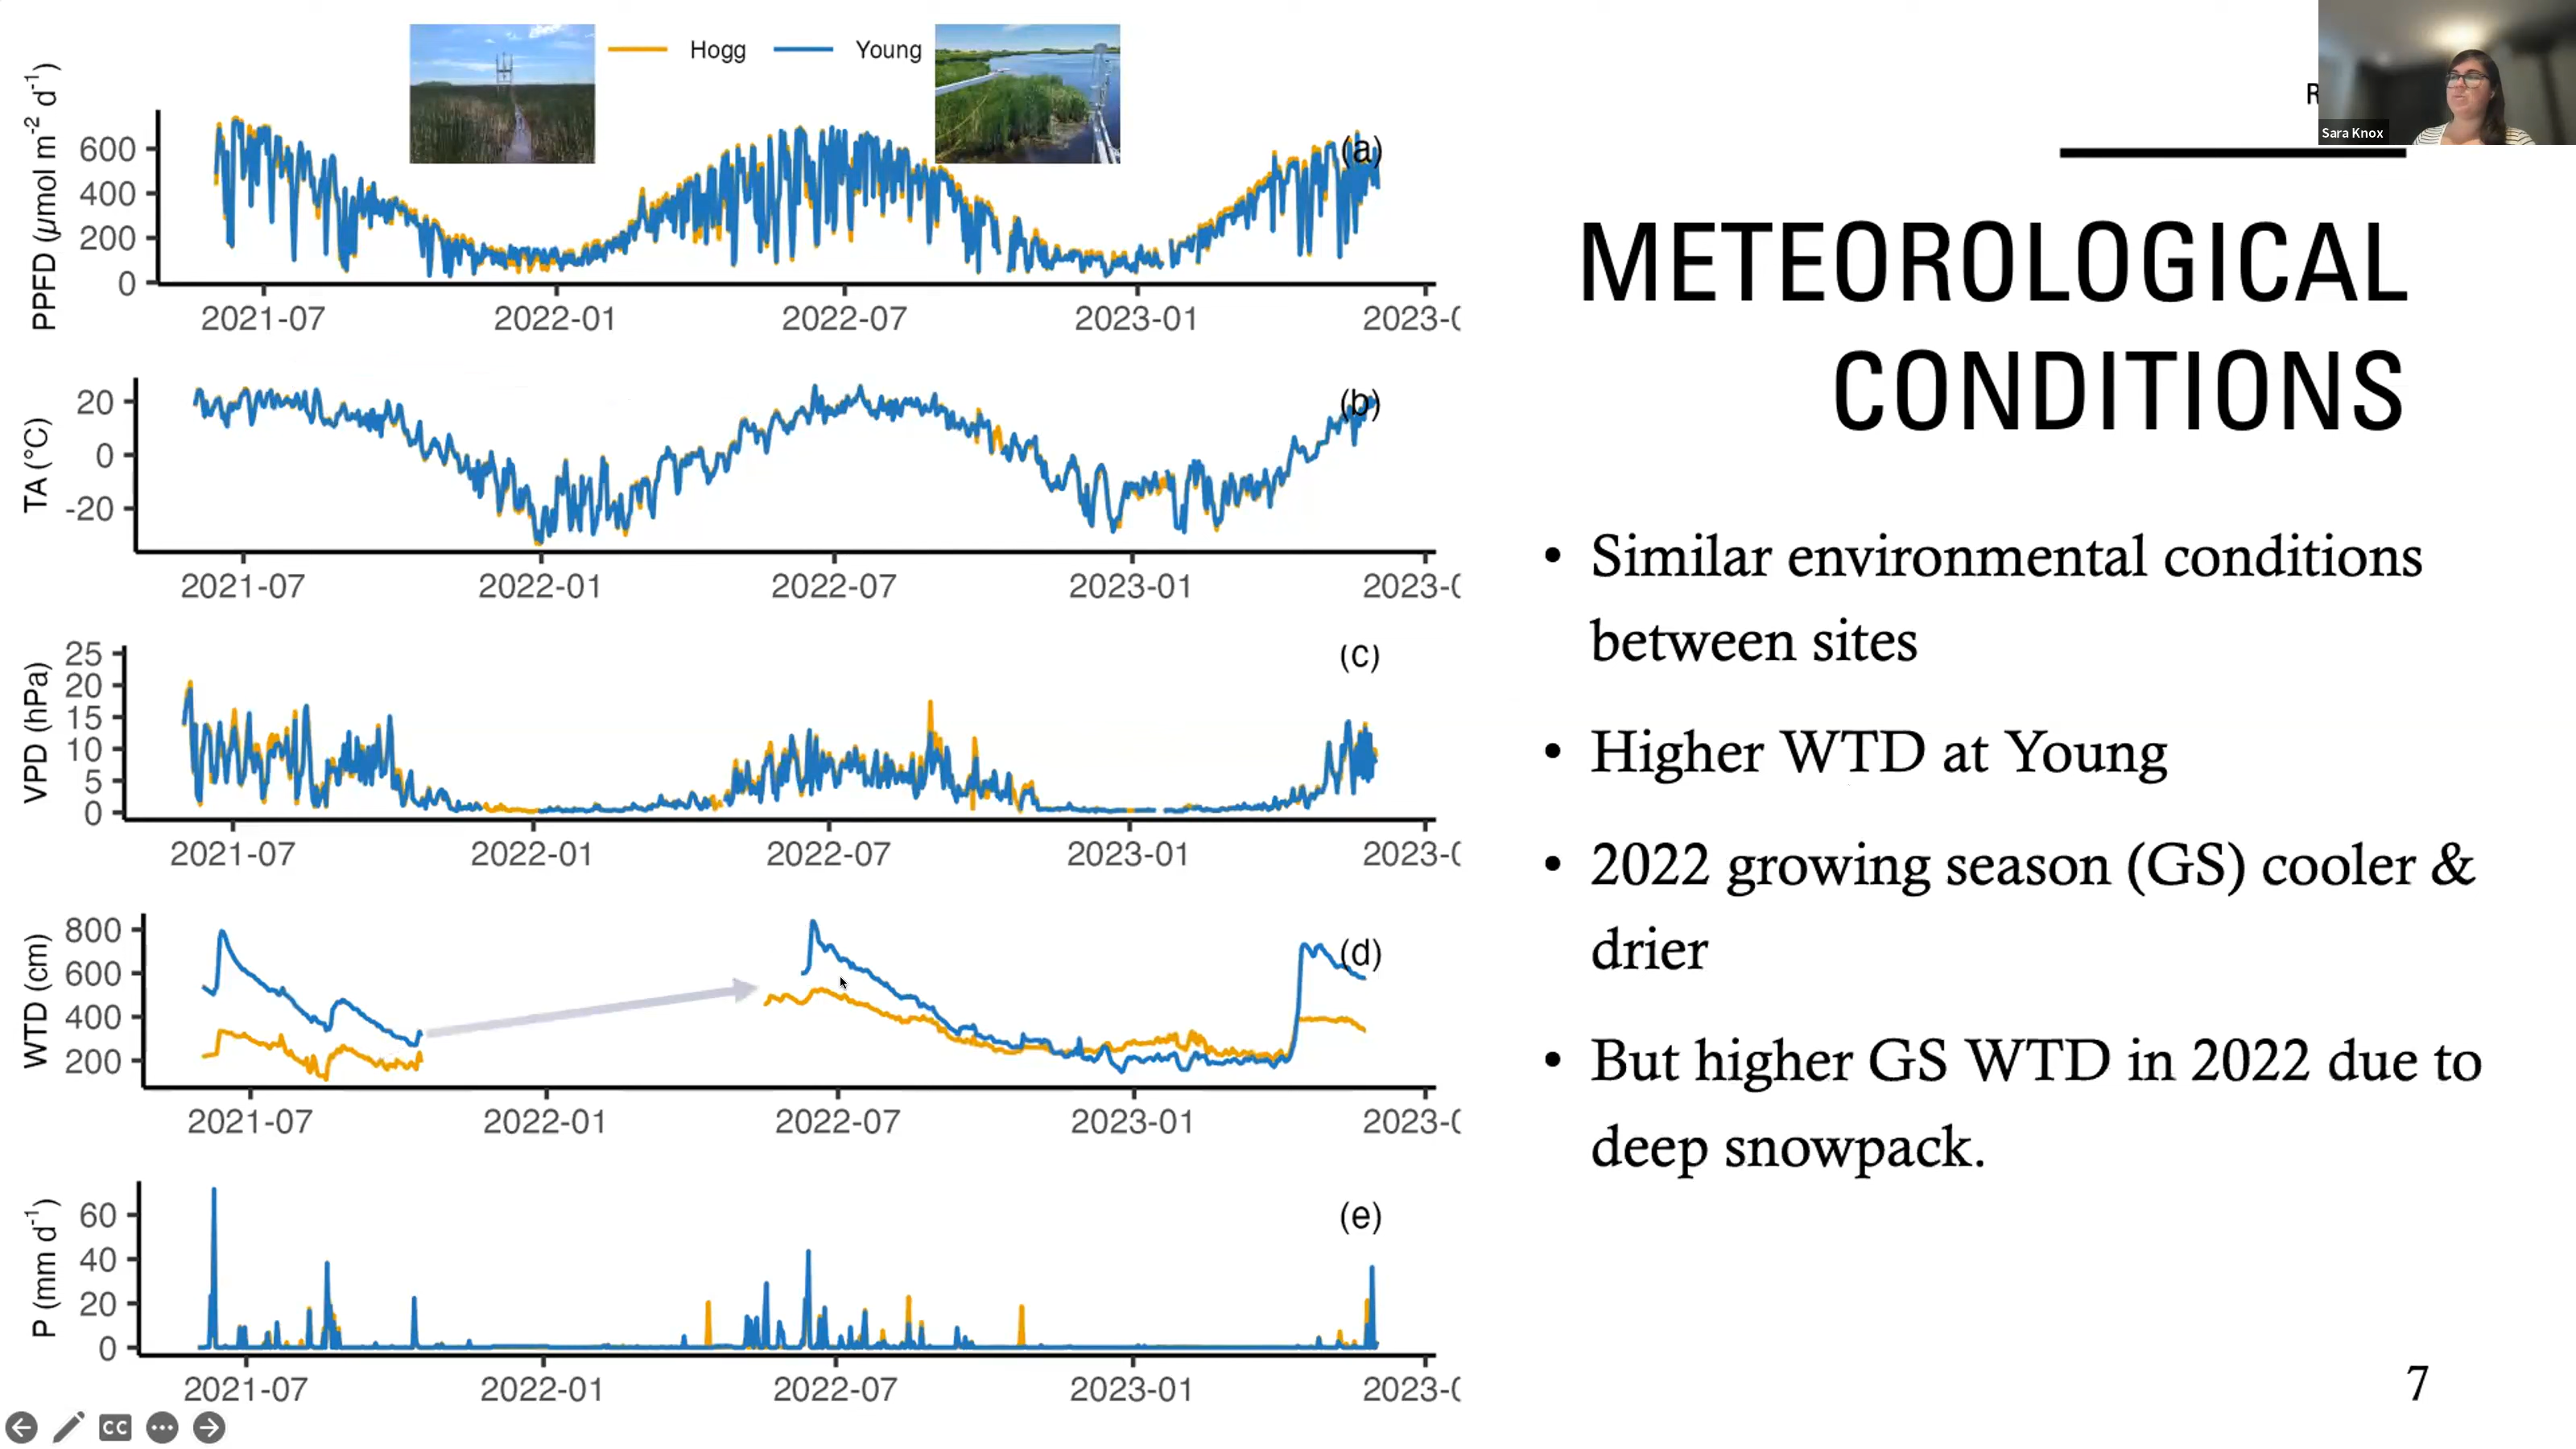 Hogg Young
PPFD (µmol m-2 d-1)
600
400
200
0
(a)
2021-07 2022-01 2022-07 2023-01 2023-0
TA (°C)
20
0
-20
(b)
2021-07 2022-01 2022-07 2023-01 2023-0
VPD (hPa)
25
20
15
10
5
0
(c)
2021-07 2022-01 2022-07 2023-01 2023-0
WTD (cm)
800
600
400
200
(d)
2021-07 2022-01 2022-07 2023-01 2023-0
P (mm d-1)
60
40
20
0
(e)
2021-07 2022-01 2022-07 2023-01 2023-0
CC
R
Sara Knox
METEOROLOGICAL
CONDITIONS
• Similar environmental conditions
between sites
• Higher WTD at Young
• 2022 growing season (GS) cooler &
drier
• But higher GS WTD in 2022 due to
deep snowpack.
7